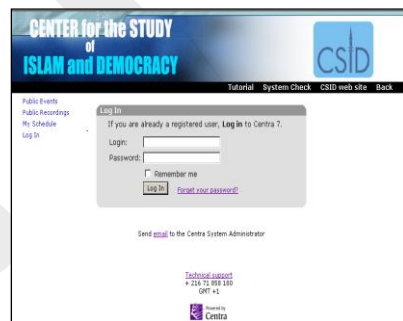 CENTER for the STUDY
of
ISLAM and DEMOCRACY
CSID
Tutorial System Check CSID web site Back
Public Events
Public Recordings
My Schedule
Log In
Log In
If you are already a registered user, Log in to Centra 7.
Login:
Password:
Remember me
Log In Forget your password?
Send email to the Centra System Administrator
Technical support
+ 216 71 858 180
GMT +1
Powered by
Centra